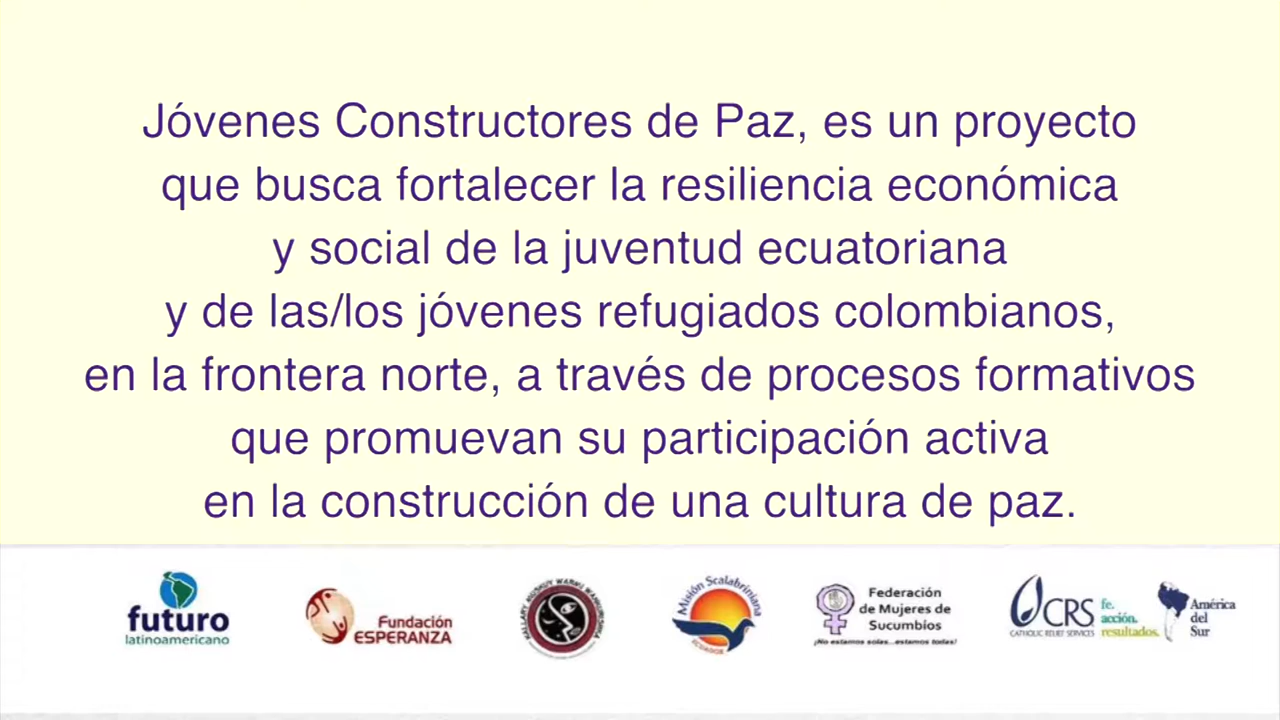 Jóvenes Constructores de Paz, es un proyecto
que busca fortalecer la resiliencia económica
y social de la juventud ecuatoriana
y de las/los jóvenes refugiados colombianos,
en la frontera norte, a través de procesos formativos
que promuevan su participación activa
en la construcción de una cultura de paz.
futuro
latinoamericano
Fundación
ESPERANZA
Misión Scalabriniana
ECUADOR
Federación
de Mujeres de
Sucumbíos
¡No estamos solas...estamos todas!
CRS
CATHOLIC RELIEF SERVICES
fe.
acción.
resultados.
América
del
Sur